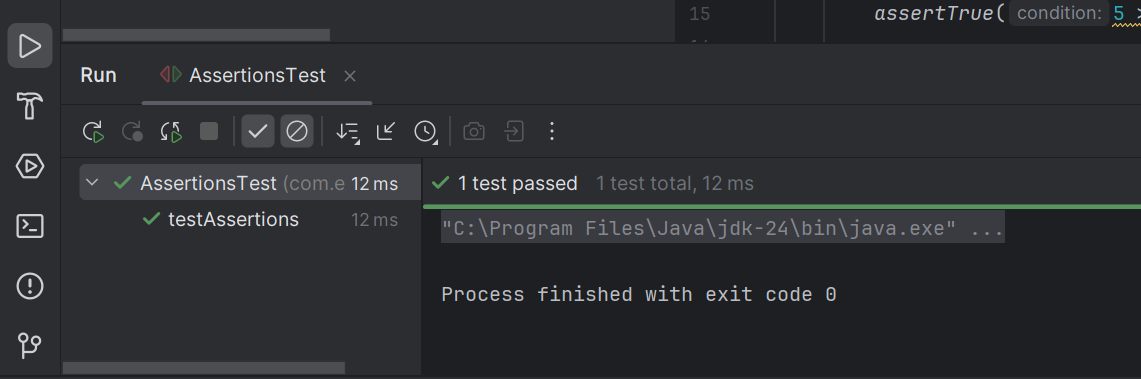 15 assertTrue( condition: 5 >
Run AssertionsTest
AssertionsTest (com.e 12 ms
testAssertions 12 ms
1 test passed 1 test total, 12 ms
"C:\Program Files\Java\jdk-24\bin\java.exe" ...
Process finished with exit code 0